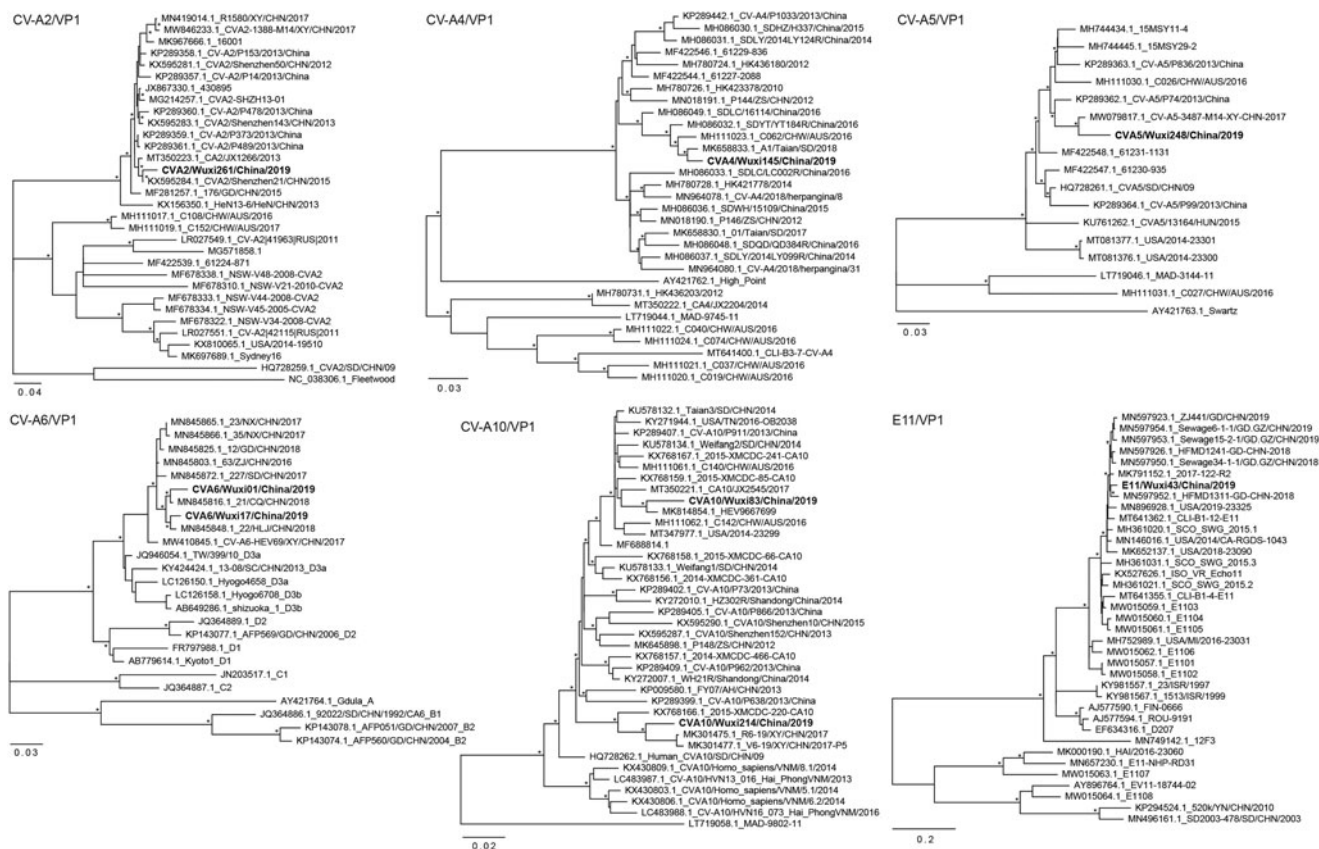 CV-A2/VP1
MN419014.1_R1580/XY/CHN/2017
MW846233.1_CVA2-1388-M14/XY/CHN/2017
MK967666.1_16001
KP289358.1_CV-A2/P153/2013/China
KX595281.1_CVA2/Shenzhen50/CHN/2012
KP289357.1_CV-A2/P14/2013/China
JX867330.1_430895
MG214257.1_CVA2-SHZH13-01
KP289360.1_CV-A2/P478/2013/China
KX595283.1_CVA2/Shenzhen143/CHN/2013
KP289359.1_CV-A2/P373/2013/China
KP289361.1_CV-A2/P489/2013/China
MT350223.1_CA2/JX1266/2013
CVA2/Wuxi261/China/2019
KX595284.1_CVA2/Shenzhen21/CHN/2015
MF281257.1_176/GD/CHN/2015
KX156350.1_HeN13-6/HeN/CHN/2013
MH111017.1_C108/CHW/AUS/2016
MH111019.1_C152/CHW/AUS/2017
LR027549.1_CV-A2|41963|RUS|2011
MG571858.1
MF422539.1_61224-871
MF678338.1_NSW-V48-2008-CVA2
MF678310.1_NSW-V21-2010-CVA2
MF678333.1_NSW-V44-2008-CVA2
MF678334.1_NSW-V45-2005-CVA2
MF678322.1_NSW-V34-2008-CVA2
LR027551.1_CV-A2|42115|RUS|2011
KX810065.1_USA/2014-19510
MK697689.1_Sydney16
HQ728259.1_CVA2/SD/CHN/09
NC_038306.1_Fleetwood
0.04
CV-A4/VP1
KP289442.1_CV-A4/P1033/2013/China
MH086030.1_SDHZ/H337/China/2015
MH086031.1_SDLY/2014LY124R/China/2014
MF422546.1_61229-836
MH780724.1_HK436180/2012
MF422544.1_61227-2088
MH780726.1_HK423378/2010
MN018191.1_P144/ZS/CHN/2012
MH086049.1_SDLC/16114/China/2016
MH086032.1_SDYT/YT184R/China/2016
MH111023.1_C062/CHW/AUS/2016
MK658833.1_A1/Taian/SD/2018
CVA4/Wuxi145/China/2019
MH086033.1_SDLC/LC002R/China/2016
MH780728.1_HK421778/2014
MN964078.1_CV-A4/2018/herpangina/8
MH086036.1_SDWH/15109/China/2015
MN018190.1_P146/ZS/CHN/2012
MK658830.1_01/Taian/SD/2017
MH086048.1_SDQD/QD384R/China/2016
MH086037.1_SDLY/2014LY099R/China/2014
MN964080.1_CV-A4/2018/herpangina/31
AY421762.1_High_Point
MH780731.1_HK436203/2012
MT350222.1_CA4/JX2204/2014
LT719044.1_MAD-9745-11
MH111022.1_C040/CHW/AUS/2016
MH111024.1_C074/CHW/AUS/2016
MT641400.1_CLI-B3-7-CV-A4
MH111021.1_C037/CHW/AUS/2016
MH111020.1_C019/CHW/AUS/2016
0.03
CV-A5/VP1
MH744434.1_15MSY11-4
MH744445.1_15MSY29-2
KP289363.1_CV-A5/P836/2013/China
MH111030.1_C026/CHW/AUS/2016
KP289362.1_CV-A5/P74/2013/China
MW079817.1_CV-A5-3487-M14-XY-CHN-2017
CVA5/Wuxi248/China/2019
MF422548.1_61231-1131
MF422547.1_61230-935
HQ728261.1_CVA5/SD/CHN/09
KP289364.1_CV-A5/P99/2013/China
KU761262.1_CVA5/13164/HUN/2015
MT081377.1_USA/2014-23301
MT081376.1_USA/2014-23300
LT719046.1_MAD-3144-11
MH111031.1_C027/CHW/AUS/2016
AY421763.1_Swartz
0.03
CV-A6/VP1
MN845865.1_23/NX/CHN/2017
MN845866.1_35/NX/CHN/2017
MN845825.1_12/GD/CHN/2018
MN845803.1_63/ZJ/CHN/2016
MN845872.1_227/SD/CHN/2017
CVA6/Wuxi01/China/2019
MN845816.1_21/CQ/CHN/2018
CVA6/Wuxi17/China/2019
MN845848.1_22/HLJ/CHN/2018
MW410845.1_CV-A6-HEV69/XY/CHN/2017
JQ946054.1_TW/399/10_D3a
KY424424.1_13-08/SC/CHN/2013_D3a
LC126150.1_Hyogo4658_D3a
LC126158.1_Hyogo6708_D3b
AB649286.1_shizuoka_1_D3b
JQ364889.1_D2
KP143077.1_AFP569/GD/CHN/2006_D2
FR797988.1_D1
AB779614.1_Kyoto1_D1
JN203517.1_C1
JQ364887.1_C2
AY421764.1_Gdula_A
JQ364886.1_92022/SD/CHN/1992/CA6_B1
KP143078.1_AFP051/GD/CHN/2007_B2
KP143074.1_AFP560/GD/CHN/2004_B2
0.03
CV-A10/VP1
KU578132.1_Taian3/SD/CHN/2014
KY271944.1_USA/TN/2016-OB2038
KP289407.1_CV-A10/P911/2013/China
KU578134.1_Weifang2/SD/CHN/2014
KX768167.1_2015-XMCDC-241-CA10
MH111061.1_C140/CHW/AUS/2016
KX768159.1_2015-XMCDC-85-CA10
MT350221.1_CA10/JX2545/2017
CVA10/Wuxi83/China/2019
MK814854.1_HEV9667699
MH111062.1_C142/CHW/AUS/2016
MT347977.1_USA/2014-23299
MF688814.1
KX768158.1_2015-XMCDC-66-CA10
KU578133.1_Weifang1/SD/CHN/2014
KX768156.1_2014-XMCDC-361-CA10
KP289402.1_CV-A10/P73/2013/China
KY272010.1_HZ302R/Shandong/China/2014
KP289405.1_CV-A10/P866/2013/China
KX595290.1_CVA10/Shenzhen10/CHN/2015
KX595287.1_CVA10/Shenzhen152/CHN/2013
MK645898.1_P148/ZS/CHN/2012
KX768157.1_2014-XMCDC-466-CA10
KP289409.1_CV-A10/P962/2013/China
KY272007.1_WH21R/Shandong/China/2014
KP009580.1_FY07/AH/CHN/2013
KP289399.1_CV-A10/P638/2013/China
KX768166.1_2015-XMCDC-220-CA10
CVA10/Wuxi214/China/2019
MK301475.1_R6-19/XY/CHN/2017
MK301477.1_V6-19/XY/CHN/2017-P5
HQ728262.1_Human_CVA10/SD/CHN/09
KX430809.1_CVA10/Homo_sapiens/VNM/8.1/2014
LC483987.1_CV-A10/HVN13_016_Hai_PhongVNM/2013
KX430803.1_CVA10/Homo_sapiens/VNM/5.1/2014
KX430806.1_CVA10/Homo_sapiens/VNM/6.2/2014
LC483988.1_CV-A10/HVN16_073_Hai_PhongVNM/2016
LT719058.1_MAD-9802-11
0.02
E11/VP1
MN597923.1_ZJ441/GD/CHN/2019
MN597954.1_Sewage6-1-1/GD.GZ/CHN/2019
MN597953.1_Sewage15-2-1/GD.GZ/CHN/2019
MN597926.1_HFMD1241-GD-CHN-2018
MN597950.1_Sewage34-1-1/GD.GZ/CHN/2018
MK791152.1_2017-122-R2
E11/Wuxi43/China/2019
MN597952.1_HFMD1311-GD-CHN-2018
MN896928.1_USA/2019-23325
MT641362.1_CLI-B1-12-E11
MH361020.1_SCO_SWG_2015.1
MN146016.1_USA/2014/CA-RGDS-1043
MK652137.1_USA/2018-23090
MH361031.1_SCO_SWG_2015.3
KX527626.1_ISO_VR_Echo11
MH361021.1_SCO_SWG_2015.2
MT641355.1_CLI-B1-4-E11
MW015059.1_E1103
MW015060.1_E1104
MW015061.1_E1105
MH752989.1_USA/MI/2016-23031
MW015062.1_E1106
MW015057.1_E1101
MW015058.1_E1102
KY981557.1_23/ISR/1997
KY981567.1_1513/ISR/1999
AJ577590.1_FIN-0666
AJ577594.1_ROU-9191
EF634316.1_D207
MN749142.1_12F3
MK000190.1_HAI/2016-23060
MN657230.1_E11-NHP-RD31
MW015063.1_E1107
AY896764.1_EV11-18744-02
MW015064.1_E1108
KP294524.1_520k/YN/CHN/2010
MN496161.1_SD2003-478/SD/CHN/2003
0.2